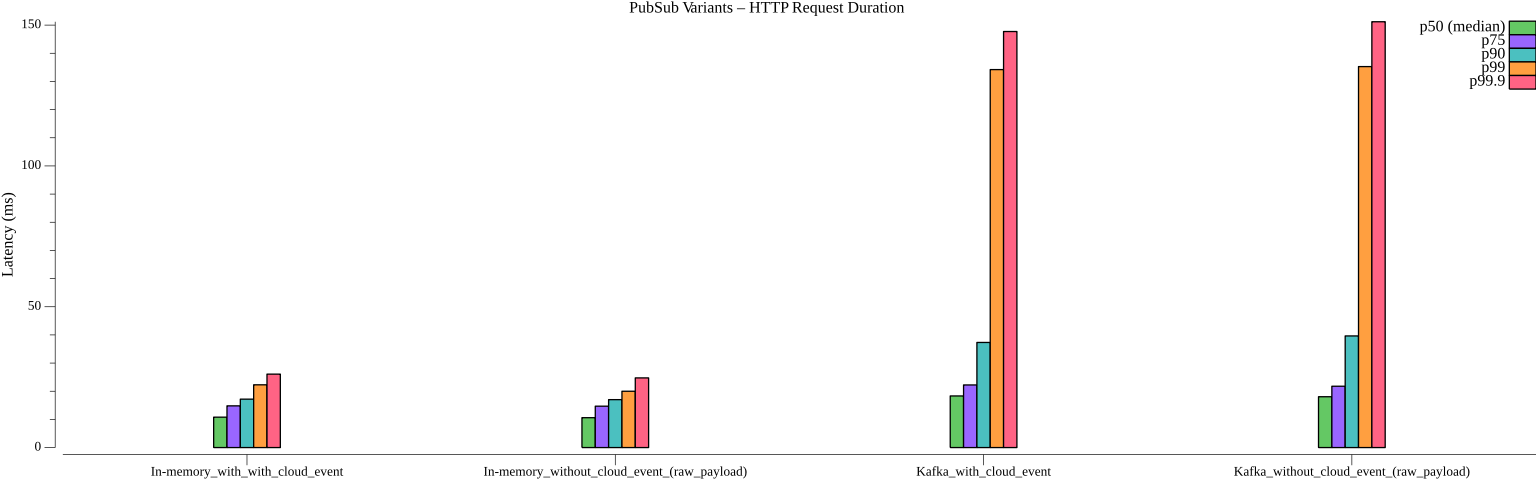 PubSub Variants – HTTP Request Duration
150
100
50
0
Latency (ms)
p50 (median)
p75
p90
p99
p99.9
In-memory_with_with_cloud_event
In-memory_without_cloud_event_(raw_payload)
Kafka_with_cloud_event
Kafka_without_cloud_event_(raw_payload)